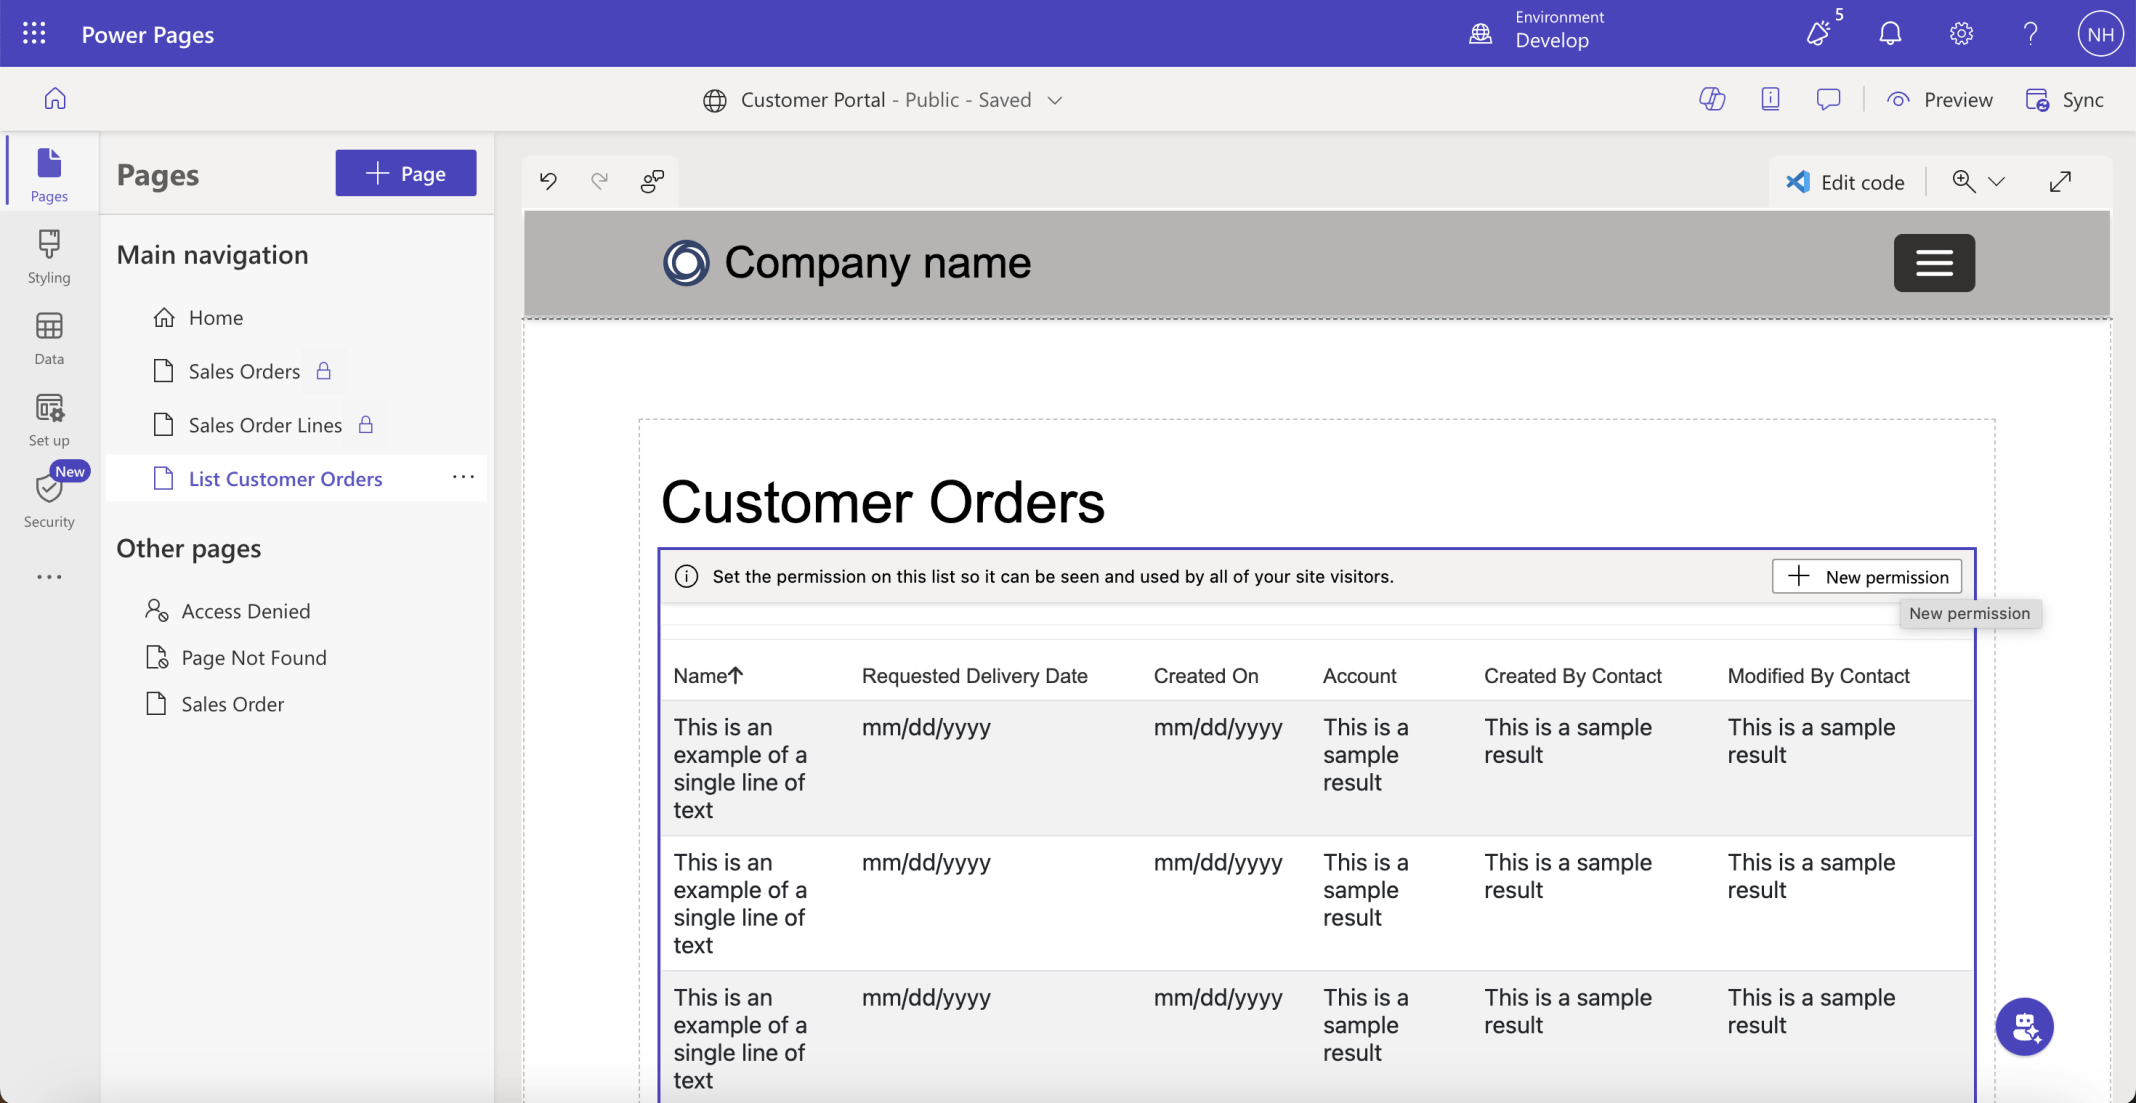 Power Pages
Environment
Develop
5
?
NH
Customer Portal - Public - Saved
Preview
Sync
Pages
Styling
Data
Set up
New
Security
Pages
+ Page
Main navigation
Home
Sales Orders
Sales Order Lines
List Customer Orders
...
Other pages
Access Denied
Page Not Found
Sales Order
Edit code
Company name
Customer Orders
Set the permission on this list so it can be seen and used by all of your site visitors.
+ New permission
New permission
Name↑ Requested Delivery Date Created On Account Created By Contact Modified By Contact
This is an mm/dd/yyyy mm/dd/yyyy This is a This is a sample This is a sample
example of a sample result result
single line of result
text
This is an mm/dd/yyyy mm/dd/yyyy This is a This is a sample This is a sample
example of a sample result result
single line of result
text
This is an mm/dd/yyyy mm/dd/yyyy This is a This is a sample This is a sample
example of a sample result result
single line of result
text